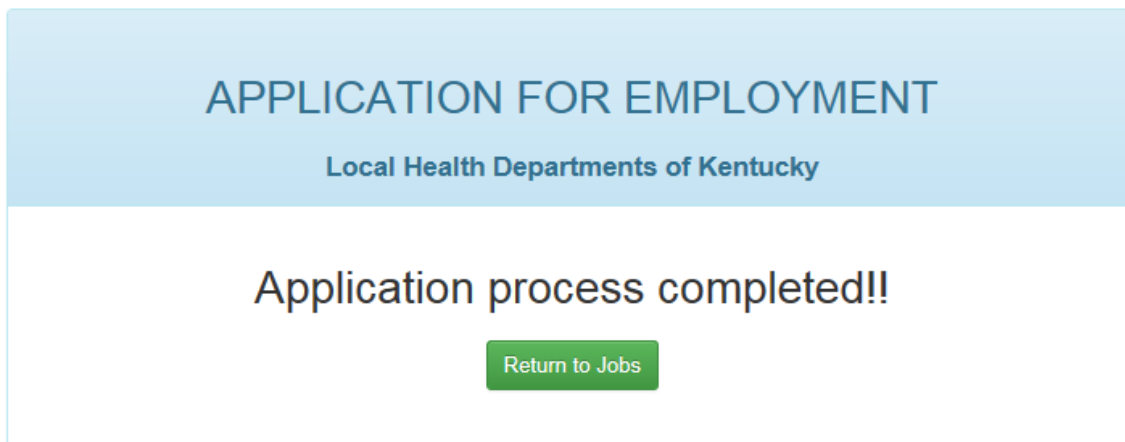 APPLICATION FOR EMPLOYMENT
Local Health Departments of Kentucky
Application process completed!!
Return to Jobs